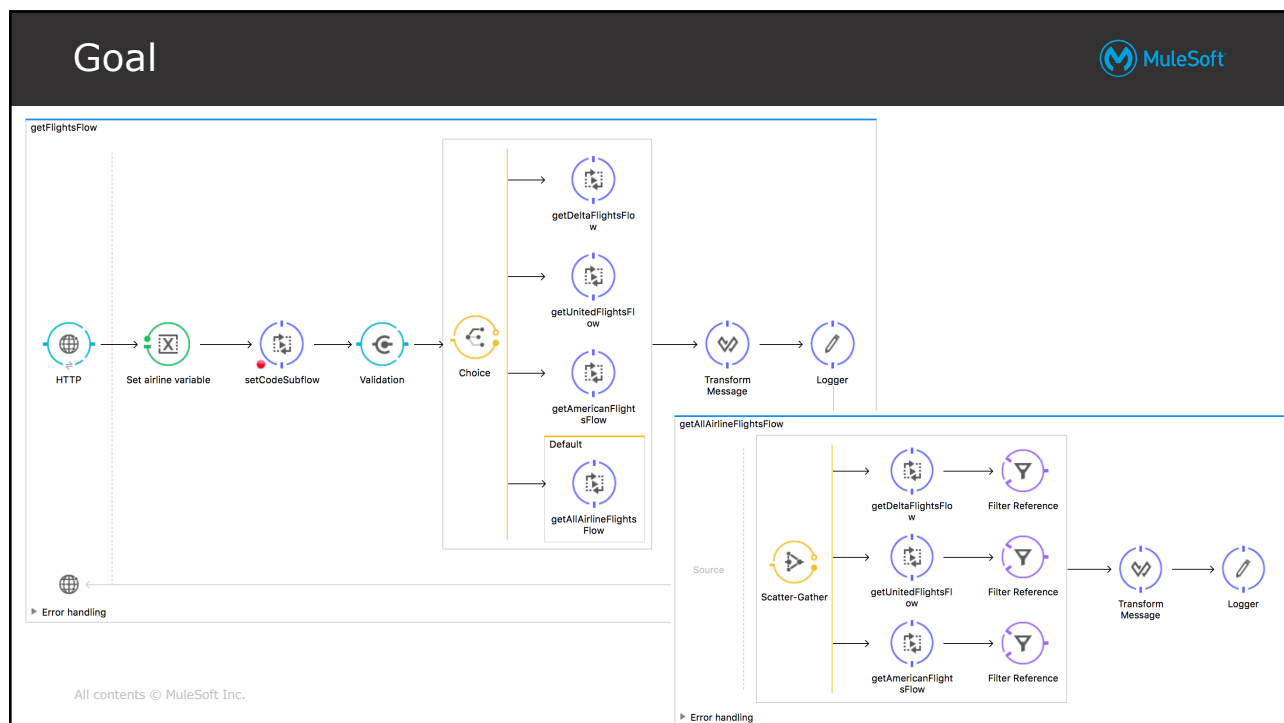 Goal
MuleSoft
getFlightsFlow
HTTP
Set airline variable
setCodeSubflow
Validation
Choice
getDeltaFlightsFlo
w
getUnitedFlightsFl
ow
getAmericanFlight
sFlow
Default
getAllAirlineFlights
Flow
Transform
Message
Logger
Error handling
getAllAirlineFlightsFlow
Source
Scatter-Gather
getDeltaFlightsFlo
w
Filter Reference
getUnitedFlightsFl
ow
Filter Reference
getAmericanFlight
sFlow
Filter Reference
Transform
Message
Logger
Error handling
All contents © MuleSoft Inc.